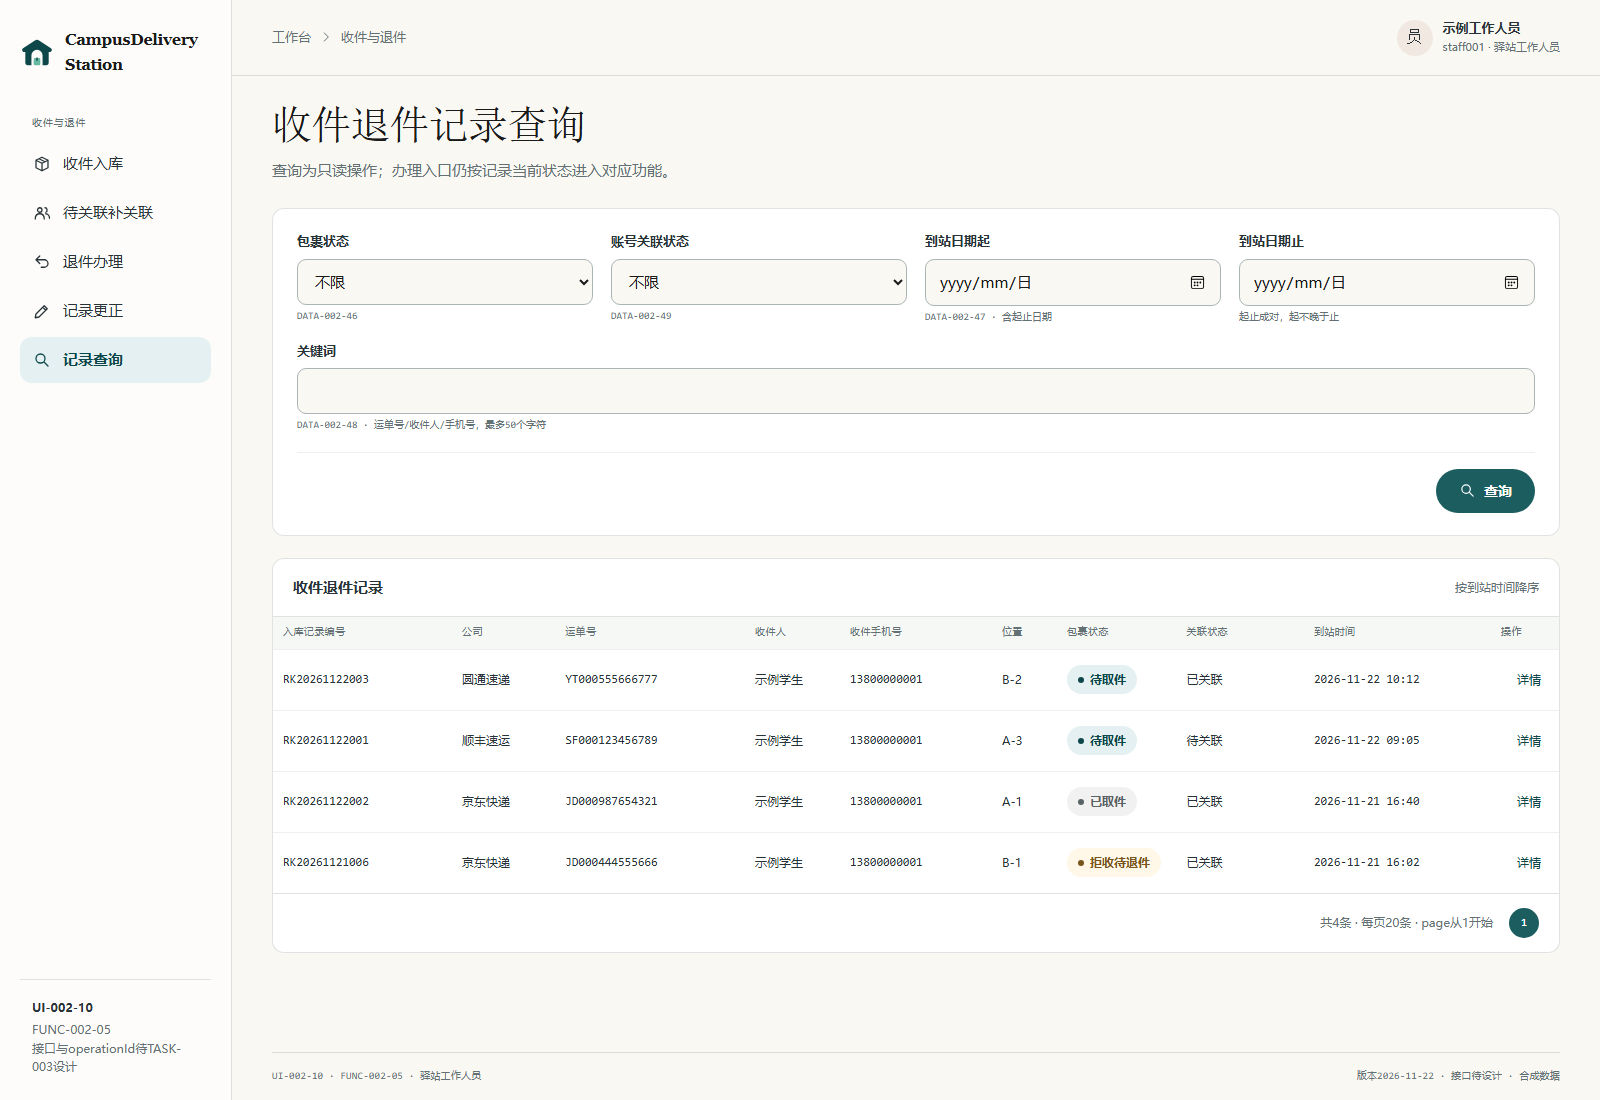 CampusDelivery
Station
收件与退件
收件入库
待关联补关联
退件办理
记录更正
记录查询
UI-002-10
FUNC-002-05
接口与operationId待TASK-
003设计
工作台 > 收件与退件
员
示例工作人员
staff001 · 驿站工作人员
收件退件记录查询
查询为只读操作；办理入口仍按记录当前状态进入对应功能。
包裹状态 账号关联状态 到站日期起 到站日期止
不限 不限 yyyy/mm/日 yyyy/mm/日
DATA-002-46 DATA-002-49 DATA-002-47 · 含起止日期 起止成对，起不晚于止
关键词
DATA-002-48 · 运单号/收件人/手机号，最多50个字符
查询
收件退件记录 按到站时间降序
入库记录编号 公司 运单号 收件人 收件手机号 位置 包裹状态 关联状态 到站时间 操作
RK20261122003 圆通速递 YT000555666777 示例学生 13800000001 B-2 待取件 已关联 2026-11-22 10:12 详情
RK20261122001 顺丰速运 SF000123456789 示例学生 13800000001 A-3 待取件 待关联 2026-11-22 09:05 详情
RK20261122002 京东快递 JD000987654321 示例学生 13800000001 A-1 已取件 已关联 2026-11-21 16:40 详情
RK20261121006 京东快递 JD000444555666 示例学生 13800000001 B-1 拒收待退件 已关联 2026-11-21 16:02 详情
共4条 · 每页20条 · page从1开始 1
UI-002-10 · FUNC-002-05 · 驿站工作人员 版本2026-11-22 · 接口待设计 · 合成数据